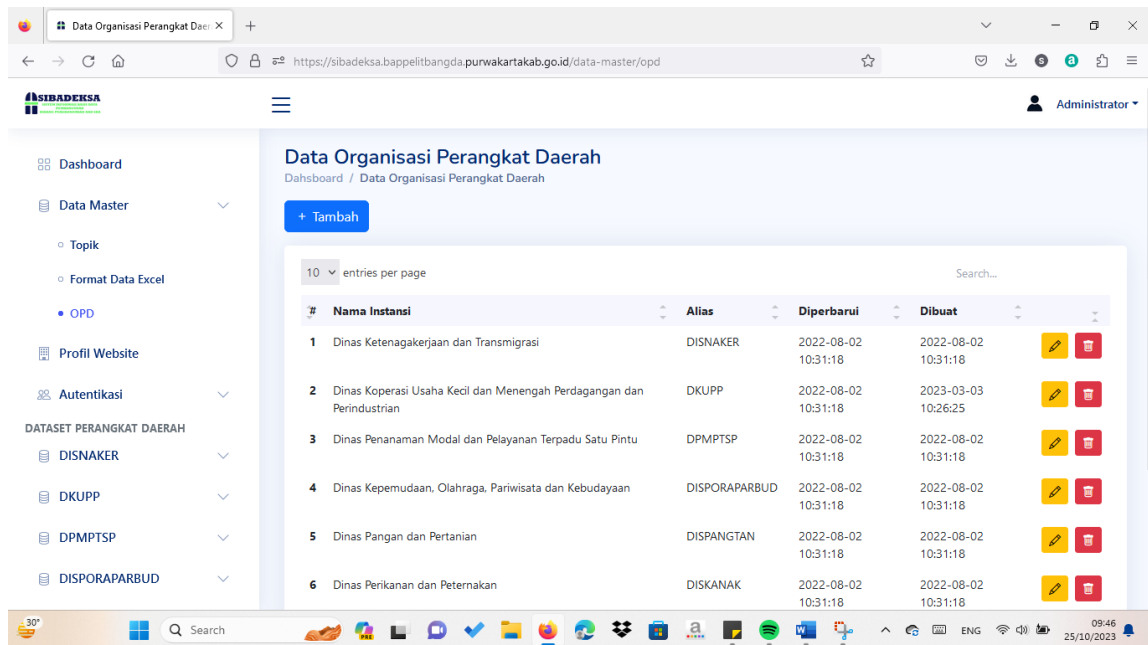 Data Organisasi Perangkat Daer
https://sibadeksa.bappelitbangda.purwakartakab.go.id/data-master/opd
SIBADEKSA
Administrator
Dashboard
Data Master
Topik
Format Data Excel
OPD
Profil Website
Autentikasi
DATASET PERANGKAT DAERAH
DISNAKER
DKUPP
DPMPTSP
DISPORAPARBUD
Data Organisasi Perangkat Daerah
Dahsboard / Data Organisasi Perangkat Daerah
+ Tambah
10 entries per page
Search...
# Nama Instansi Alias Diperbarui Dibuat
1 Dinas Ketenagakerjaan dan Transmigrasi DISNAKER 2022-08-02 2022-08-02
10:31:18 10:31:18
2 Dinas Koperasi Usaha Kecil dan Menengah Perdagangan dan DKUPP 2022-08-02 2023-03-03
Perindustrian 10:31:18 10:26:25
3 Dinas Penanaman Modal dan Pelayanan Terpadu Satu Pintu DPMPTSP 2022-08-02 2022-08-02
10:31:18 10:31:18
4 Dinas Kepemudaan, Olahraga, Pariwisata dan Kebudayaan DISPORAPARBUD 2022-08-02 2022-08-02
10:31:18 10:31:18
5 Dinas Pangan dan Pertanian DISPANGTAN 2022-08-02 2022-08-02
10:31:18 10:31:18
6 Dinas Perikanan dan Peternakan DISKANAK 2022-08-02 2022-08-02
10:31:18 10:31:18
30°
Search
PRE
ENG
09:46
25/10/2023